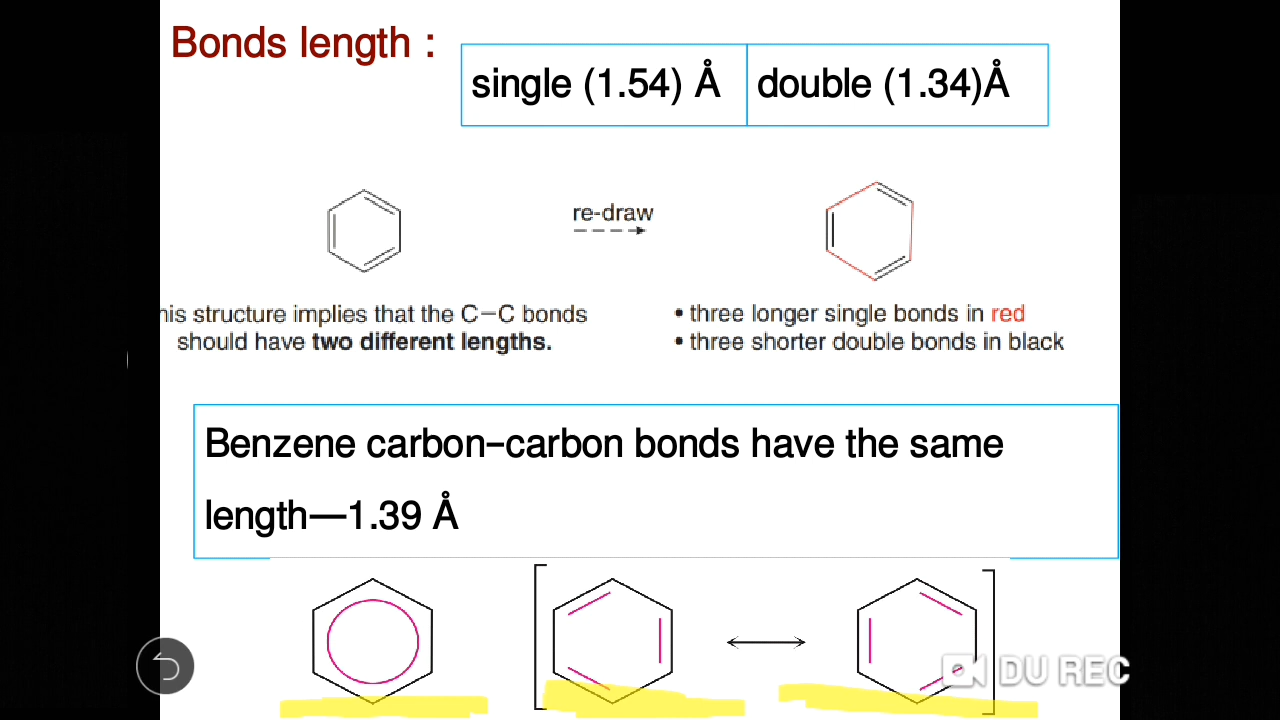 Bonds length :
single (1.54) Å
double (1.34)Å
re-draw
his structure implies that the C–C bonds
should have two different lengths.
• three longer single bonds in red
• three shorter double bonds in black
Benzene carbon–carbon bonds have the same
length—1.39 Å
DU REC